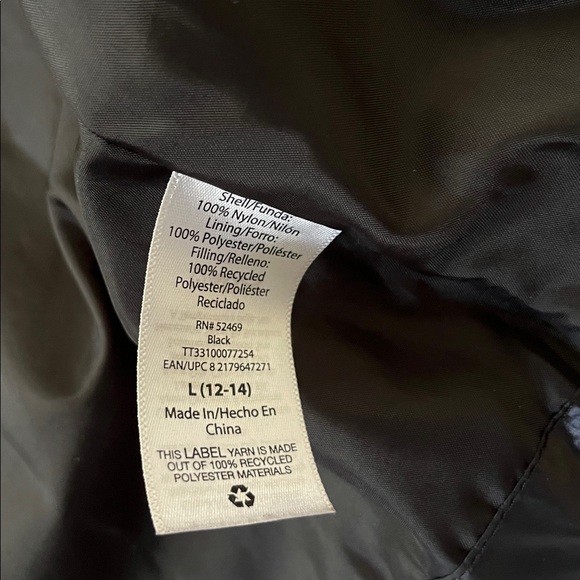 Shell/Funda:
100% Nylon/Nilón
Lining/Forro:
100% Polyester/Poliéster
Filling/Relleno:
100% Recycled
Polyester/Poliéster
Reciclado
RN# 52469
Black
TT33100077254
EAN/UPC 8 2179647271
L (12-14)
Made In/Hecho En
China
THIS LABEL YARN IS MADE
OUT OF 100% RECYCLED
POLYESTER MATERIALS